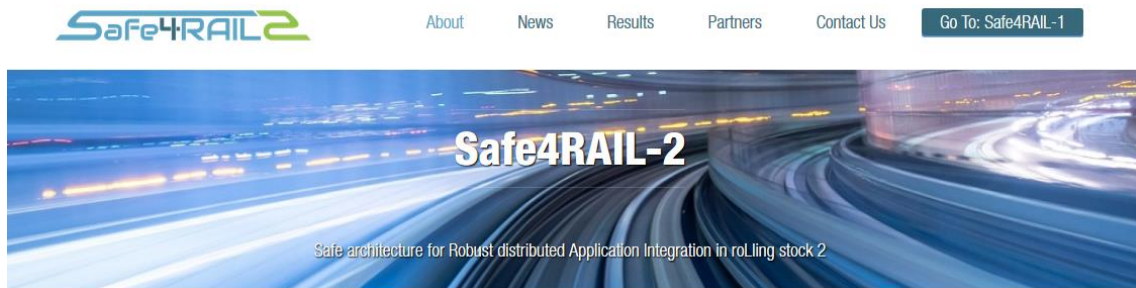 Safe4RAIL2
About News Results Partners Contact Us Go To: Safe4RAIL-1
Safe4RAIL-2
Safe architecture for Robust distributed Application Integration in roLling stock 2